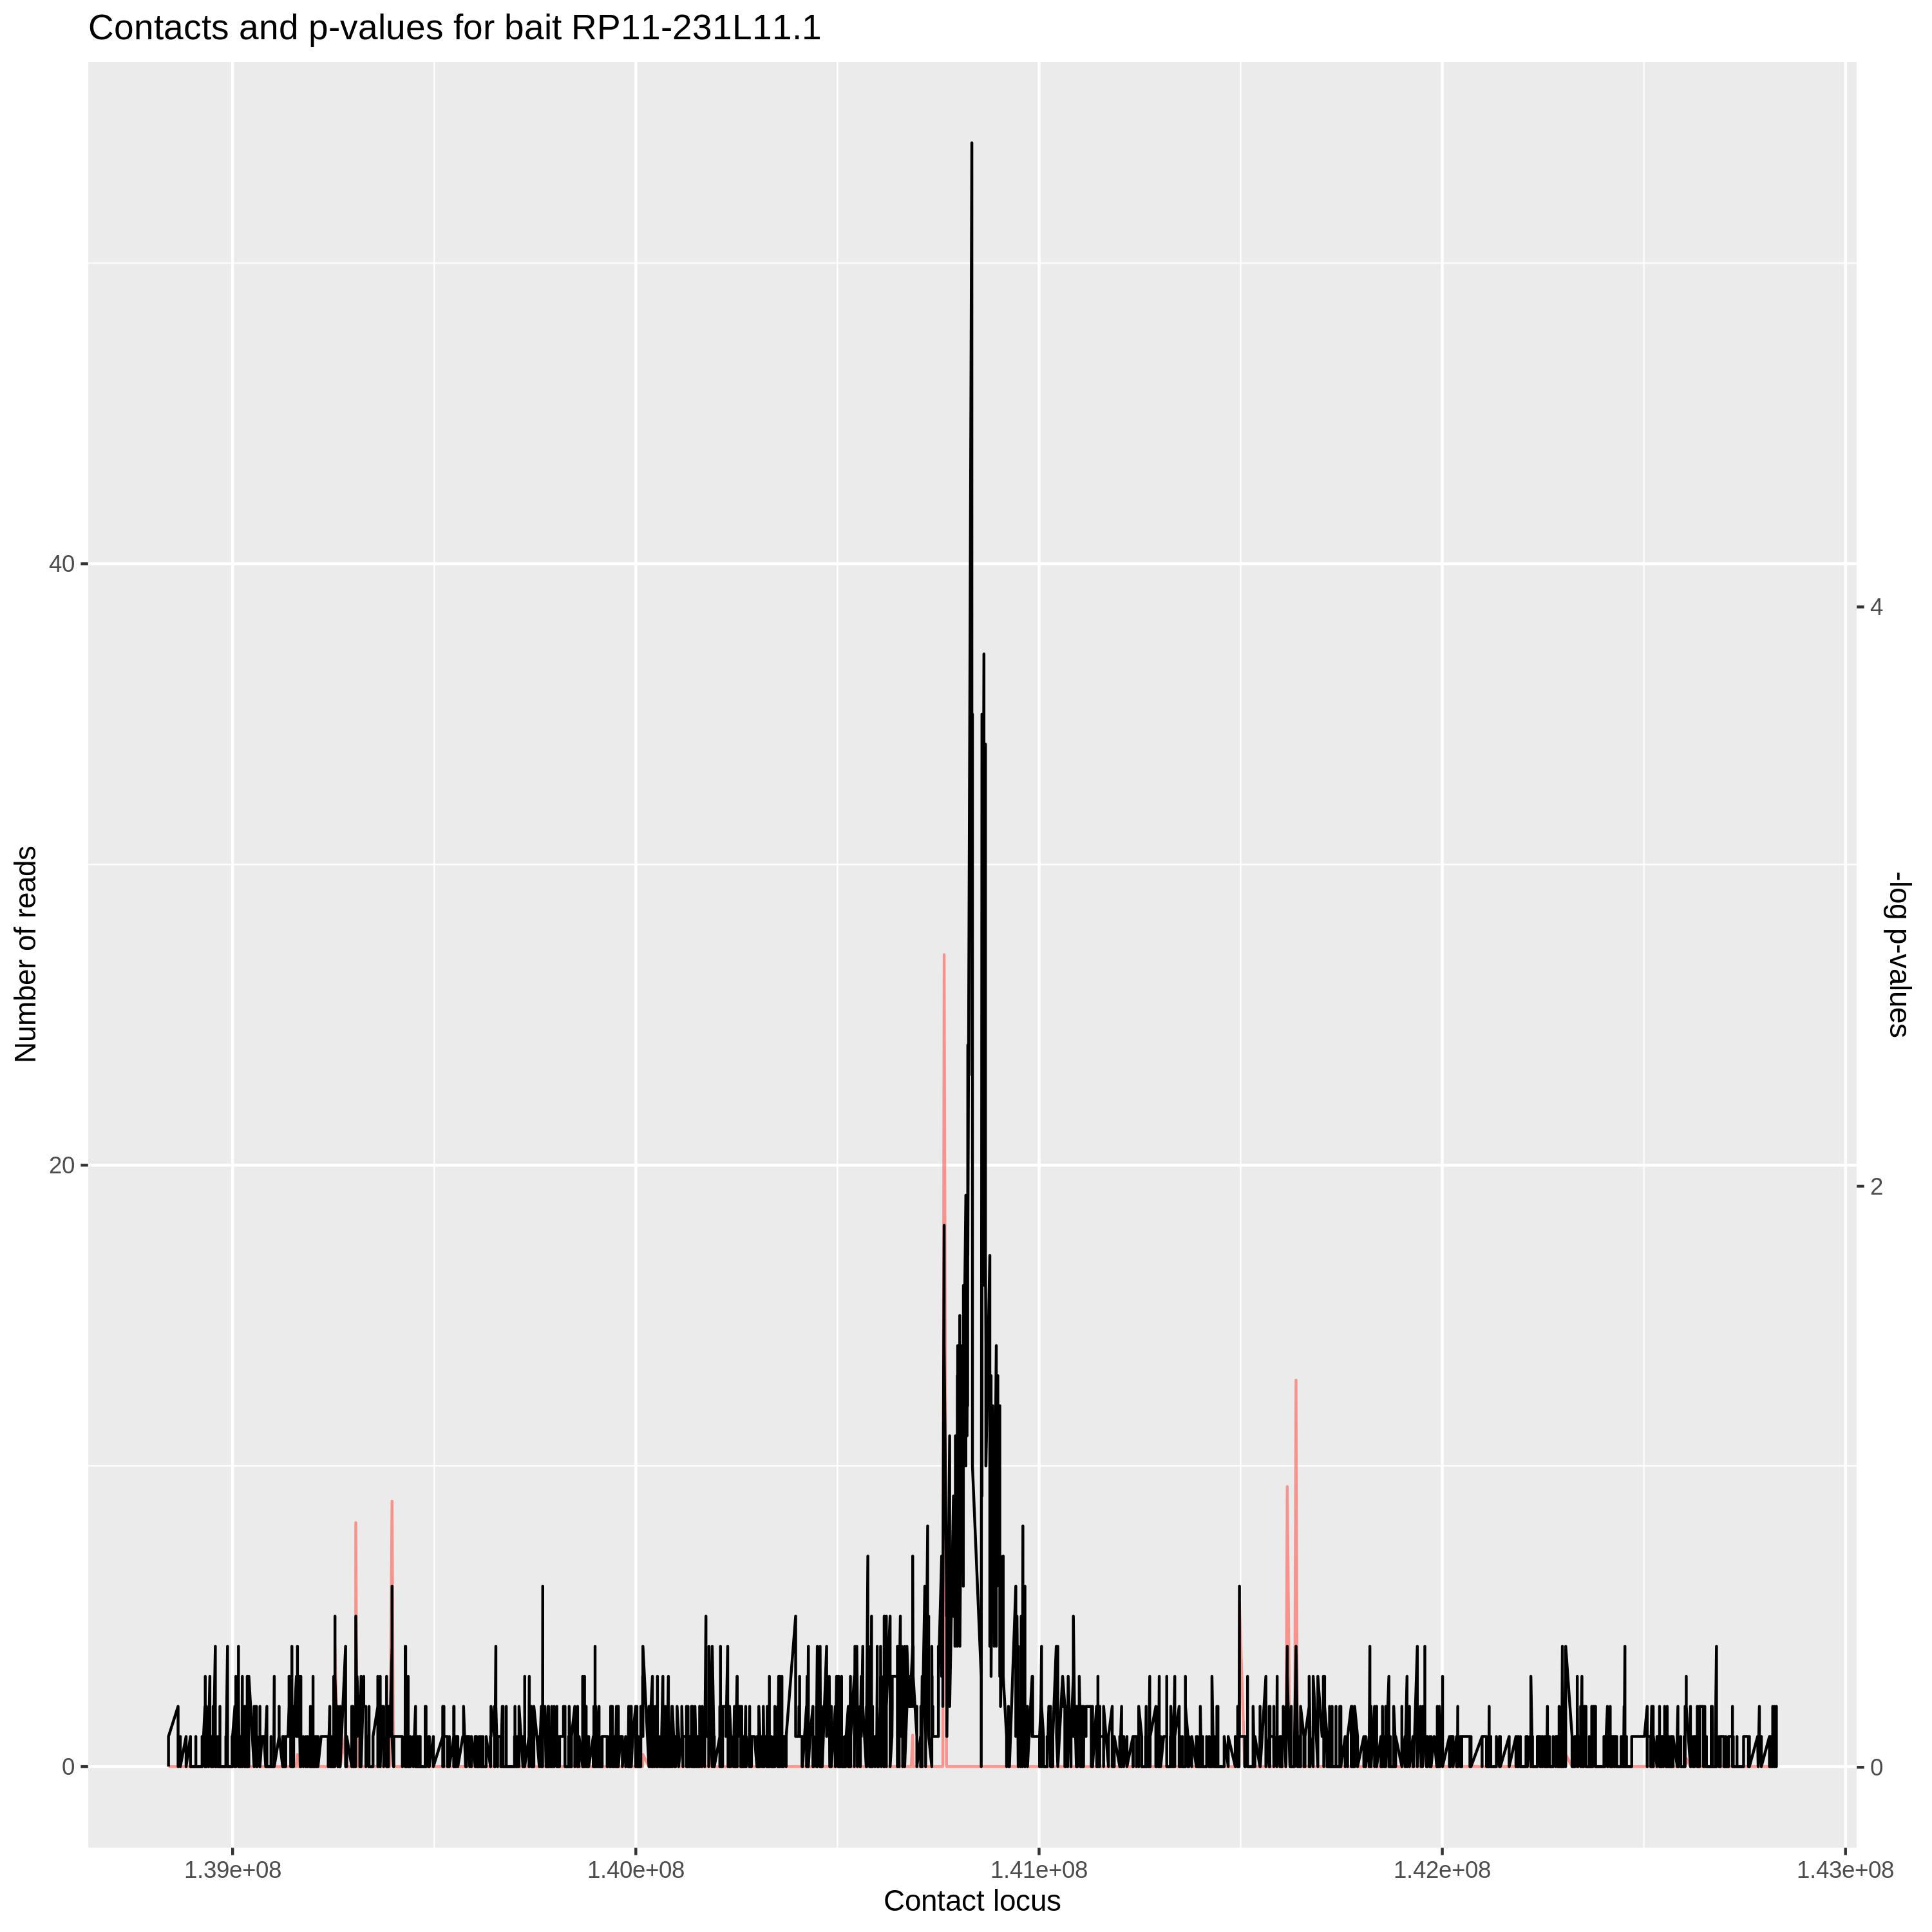 Contacts and p-values for bait RP11-231L11.1
Number of reads
40
20
0
-log p-values
4
2
0
1.39e+08
1.40e+08
1.41e+08
1.42e+08
1.43e+08
Contact locus